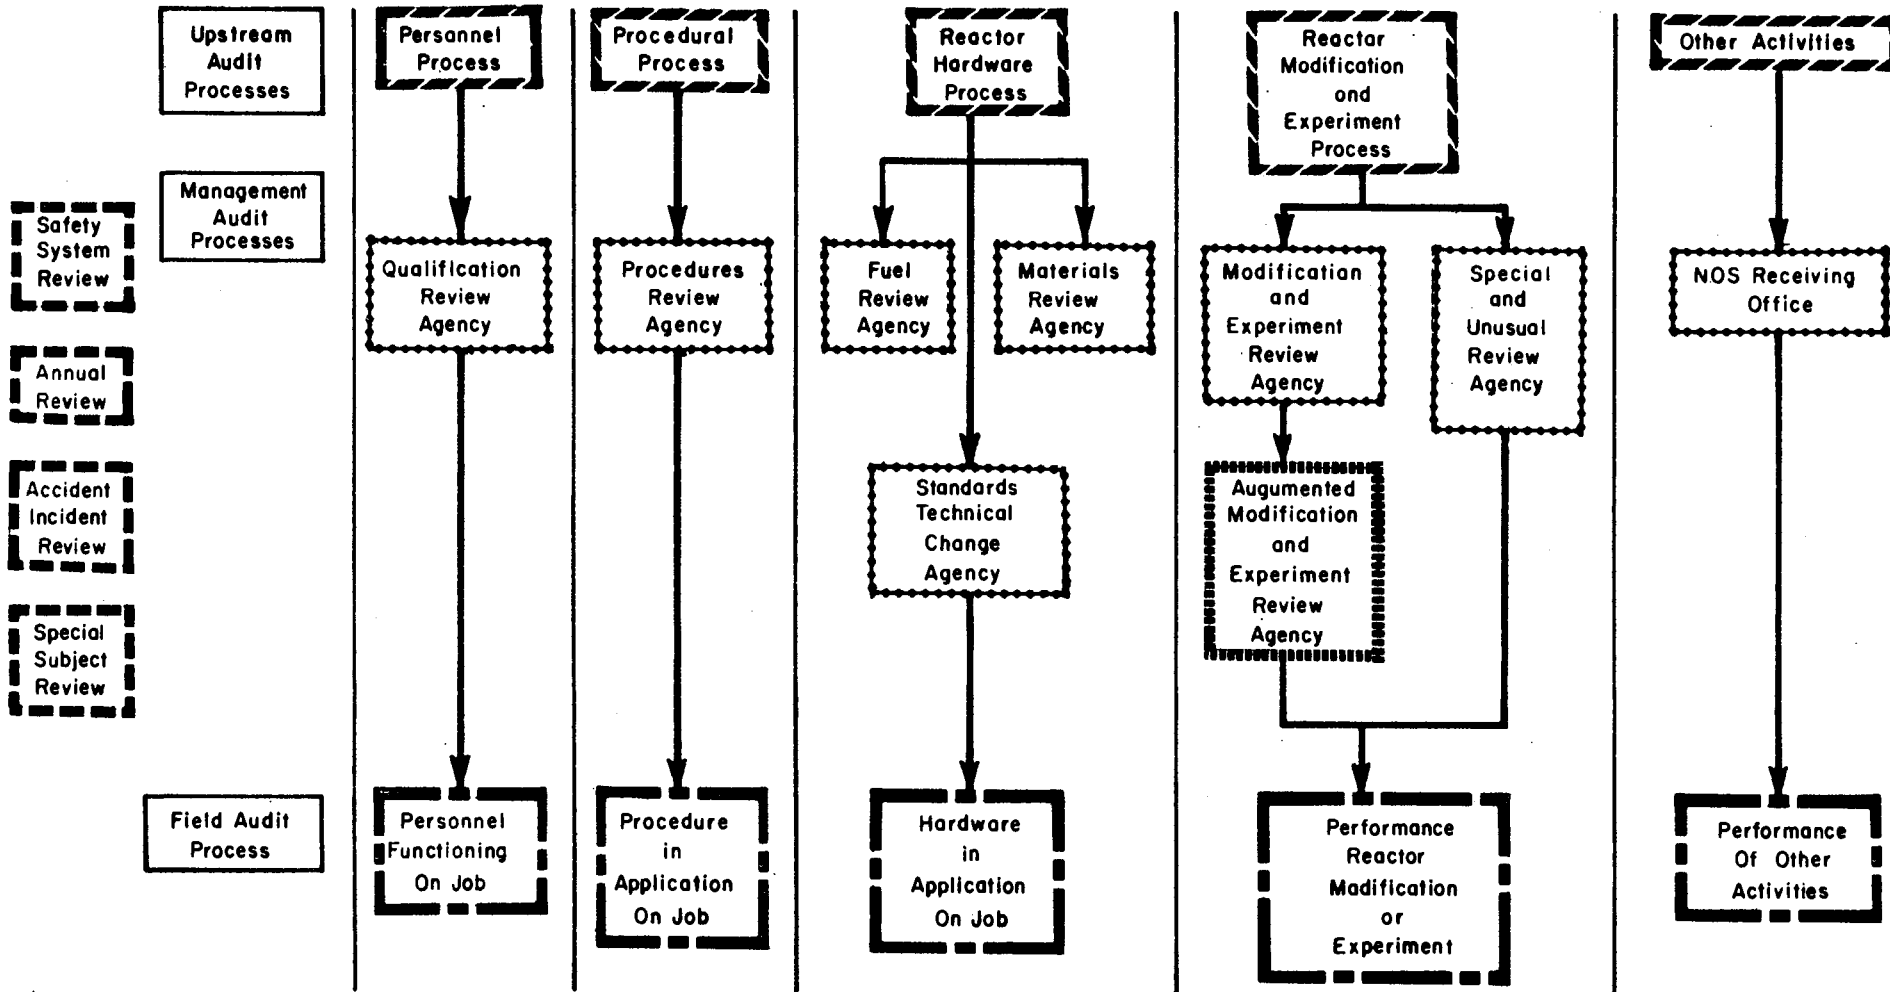 Upstream
Audit
Processes
Personnel
Process
Procedural
Process
Reactor
Hardware
Process
Reactar
Modification
ond
Experiment
Process
Other Activities
Management
Audit
Processes
Safety
System
Review
Annual
Review
Accident
Incident
Review
Special
Subject
Review
Qualification
Review
Agency
Procedures
Review
Agency
Fuel
Review
Agency
Materials
Review
Agency
Modification
and
Experiment
Review
Agency
Special
and
Unusual
Review
Agency
N.OS Receiving
Office
Standards
Technical
Change
Agency
Augumented
Modification
and
Experiment
Review
Agency
Field Audit
Process
Personnel
Functioning
On Job
Procedure
in
Application
On Job
Hardware
in
Application
On Job
Performance
Reactor
Madification
or
Experiment
Performance
Of Other
Activities